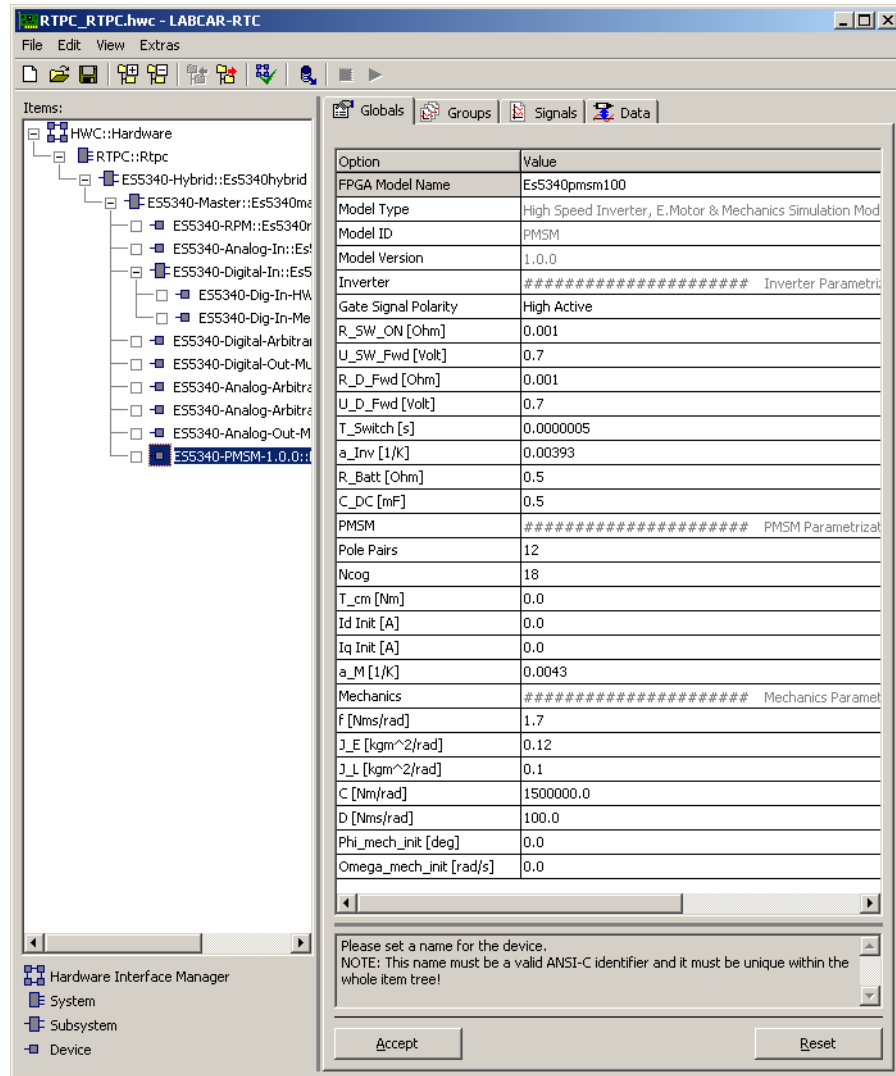 RTPC_RTPC.hwc - LABCAR-RTC
File Edit View Extras
Items:
HWC::Hardware
RTPC::Rtpc
ES5340-Hybrid::Es5340hybrid
ES5340-Master::Es5340ma
ES5340-RPM::Es5340r
ES5340-Analog-In::Es!
ES5340-Digital-In::Es5
ES5340-Dig-In-HW
ES5340-Dig-In-Me
ES5340-Digital-Arbitrar
ES5340-Digital-Out-Mu
ES5340-Analog-Arbitra
ES5340-Analog-Arbitra
ES5340-Analog-Out-M
ES5340-PMSM-1.0.0::
Hardware Interface Manager
System
Subsystem
Device
Globals Groups Signals Data
Option Value
FPGA Model Name Es5340pmsm100
Model Type High Speed Inverter, E.Motor & Mechanics Simulation Mod
Model ID PMSM
Model Version 1.0.0
Inverter ###################### Inverter Parametri
Gate Signal Polarity High Active
R_SW_ON [Ohm] 0.001
U_SW_Fwd [Volt] 0.7
R_D_Fwd [Ohm] 0.001
U_D_Fwd [Volt] 0.7
T_Switch [s] 0.0000005
a_Inv [1/K] 0.00393
R_Batt [Ohm] 0.5
C_DC [mF] 0.5
PMSM ###################### PMSM Parametrizat
Pole Pairs 12
Ncog 18
T_cm [Nm] 0.0
Id Init [A] 0.0
Iq Init [A] 0.0
a_M [1/K] 0.0043
Mechanics ###################### Mechanics Paramet
f [Nms/rad] 1.7
J_E [kgm^2/rad] 0.12
J_L [kgm^2/rad] 0.1
C [Nm/rad] 1500000.0
D [Nms/rad] 100.0
Phi_mech_init [deg] 0.0
Omega_mech_init [rad/s] 0.0
Please set a name for the device.
NOTE: This name must be a valid ANSI-C identifier and it must be unique within the
whole item tree!
Accept Reset